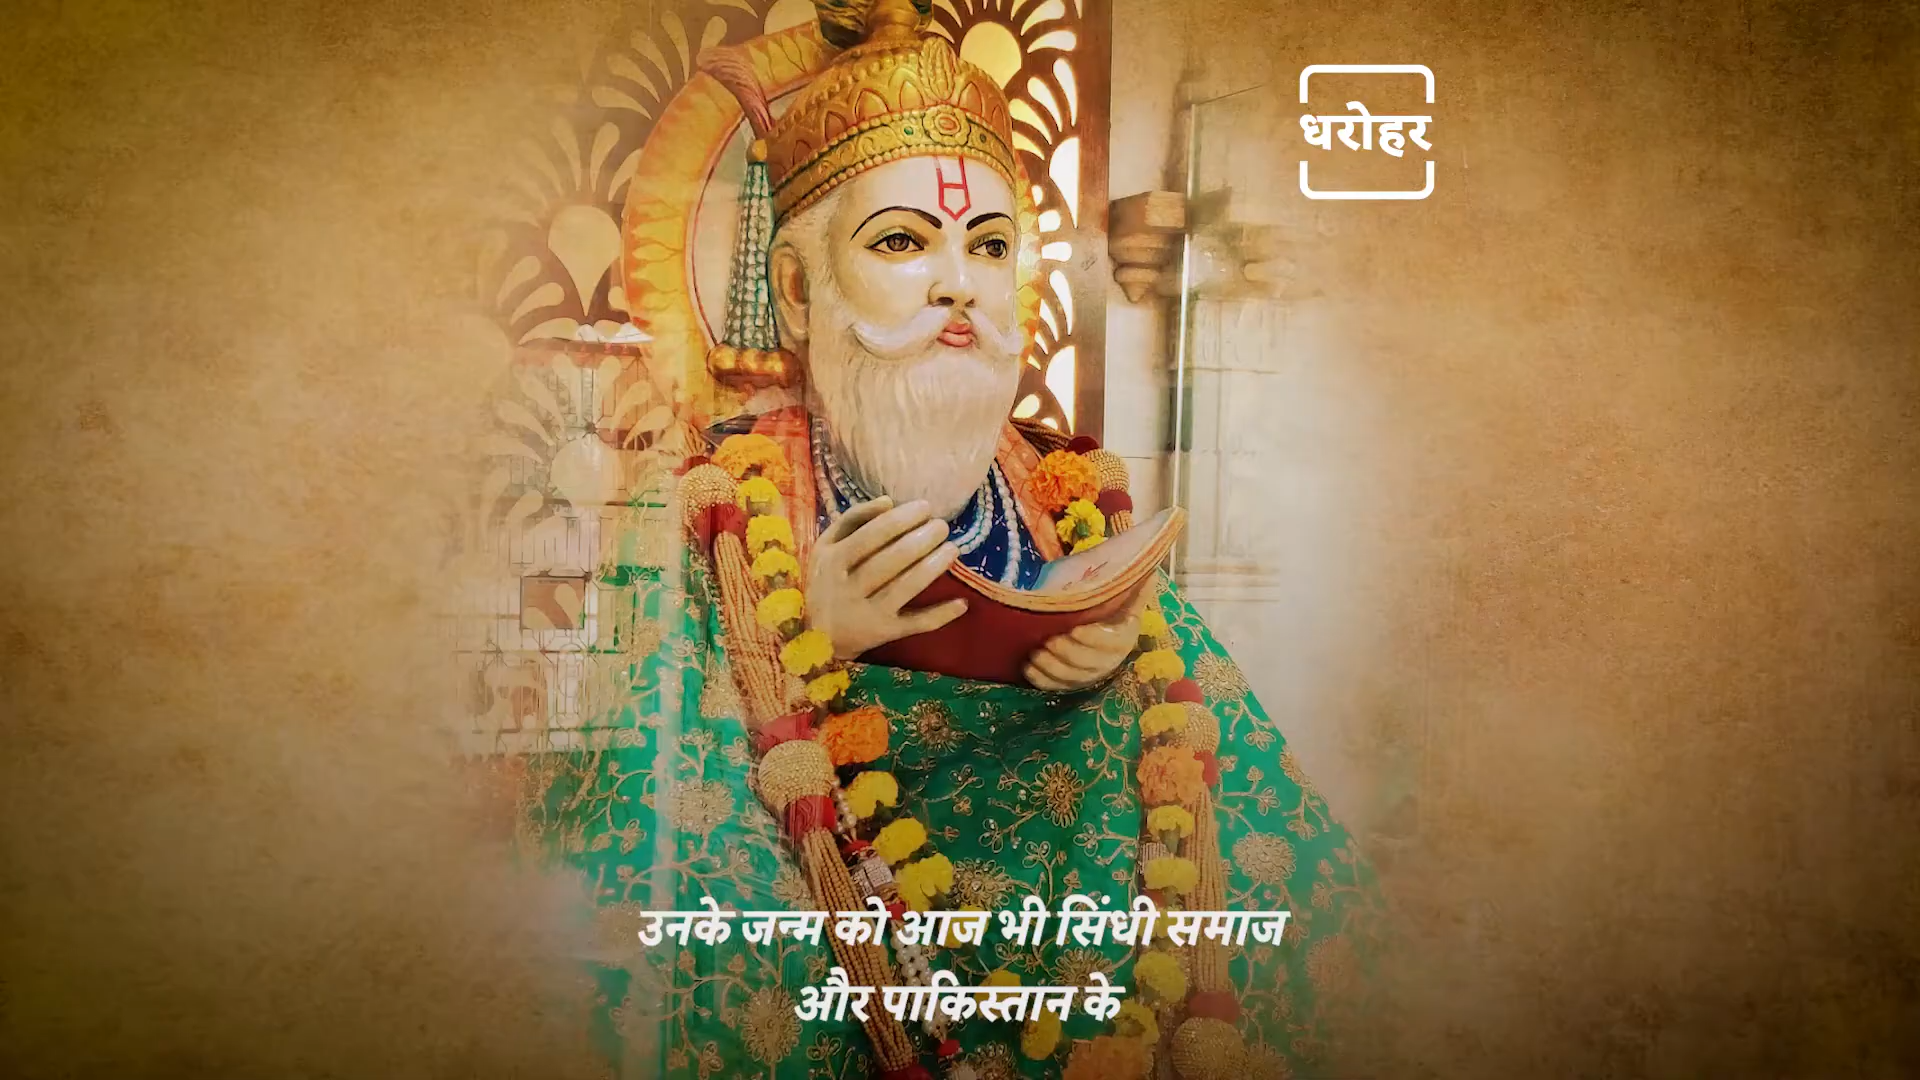 धरोहर
उनके जन्म को आज भी सिंधी समाज
और पाकिस्तान के